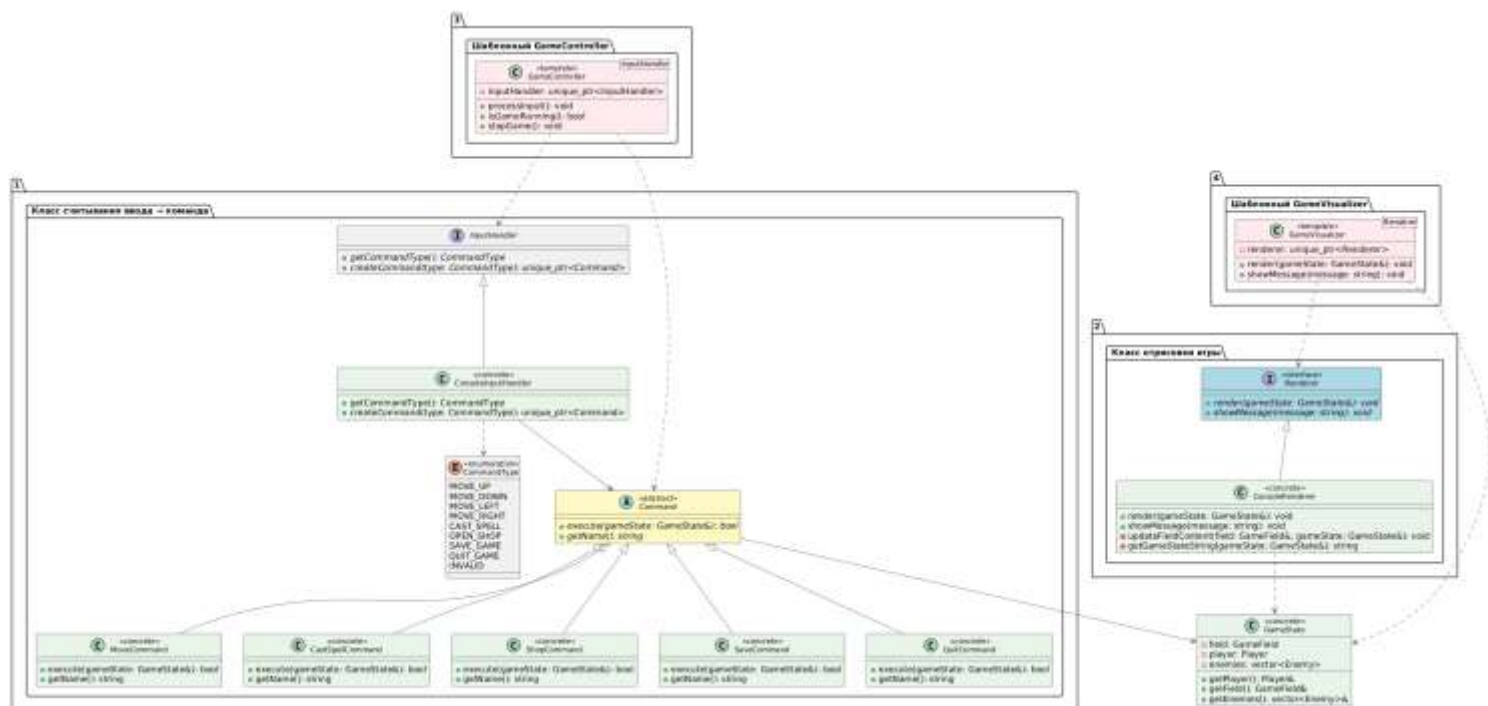 3
Шаблонный GameController
InputHandler
«template»
GameController
inputHandler: unique_ptr<InputHandler>
processInput(): void
isGameRunning(): bool
stopGame(): void
1
Класс считывания ввода → команда
InputHandler
getCommandType(): CommandType
createCommand(type: CommandType): unique_ptr<Command>
«concrete»
ConsoleInputHandler
getCommandType(): CommandType
createCommand(type: CommandType): unique_ptr<Command>
«enumeration»
CommandType
MOVE_UP
MOVE_DOWN
MOVE_LEFT
MOVE_RIGHT
CAST_SPELL
OPEN_SHOP
SAVE_GAME
QUIT_GAME
INVALID
«abstract»
Command
execute(gameState: GameState&): bool
getName(): string
«concrete»
MoveCommand
execute(gameState: GameState&): bool
getName(): string
«concrete»
CastSpellCommand
execute(gameState: GameState&): bool
getName(): string
«concrete»
ShopCommand
execute(gameState: GameState&): bool
getName(): string
«concrete»
SaveCommand
execute(gameState: GameState&): bool
getName(): string
«concrete»
QuitCommand
execute(gameState: GameState&): bool
getName(): string
4
Шаблонный GameVisualizer
Renderer
«template»
GameVisualizer
renderer: unique_ptr<Renderer>
render(gameState: GameState&): void
showMessage(message: string): void
2
Класс отрисовки игры
«interface»
Renderer
render(gameState: GameState&): void
showMessage(message: string): void
«concrete»
ConsoleRenderer
render(gameState: GameState&): void
showMessage(message: string): void
updateFieldContent(field: GameField&, gameState: GameState&): void
getGameStateString(gameState: GameState&): string
«concrete»
GameState
field: GameField
player: Player
enemies: vector<Enemy>
getPlayer(): Player&
getField(): GameField&
getEnemies(): vector<Enemy>&